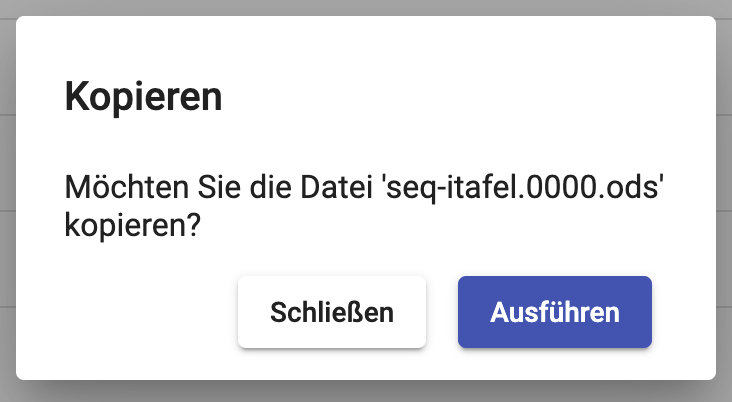 Kopieren
Möchten Sie die Datei 'seq-itafel.0000.ods'
kopieren?
Schließen
Ausführen